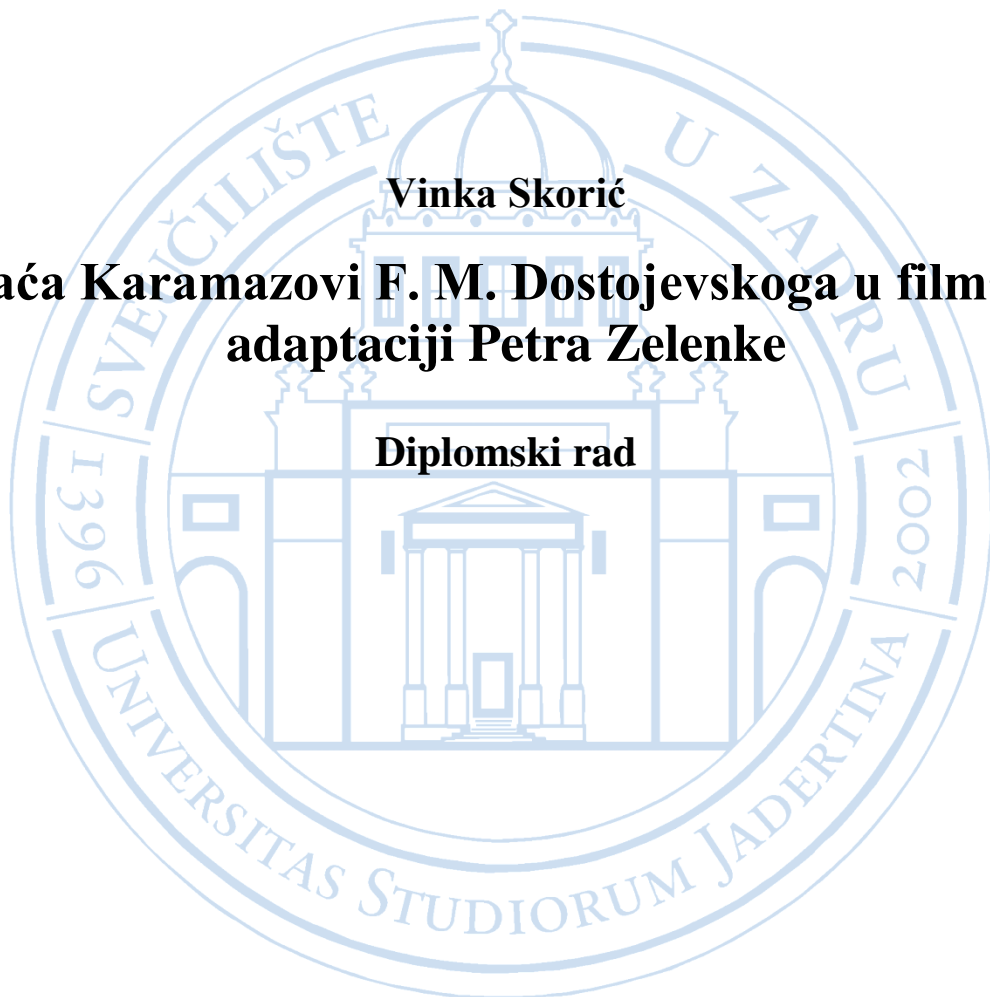 Vinka Skorić
aća Karamazovi F. M. Dostojevskoga u film
adaptaciji Petra Zelenke
Diplomski rad
SVEUČILIŠTE U ZADRU
1396
2002
UNIVERSITAS STUDIORUM JADERTINA